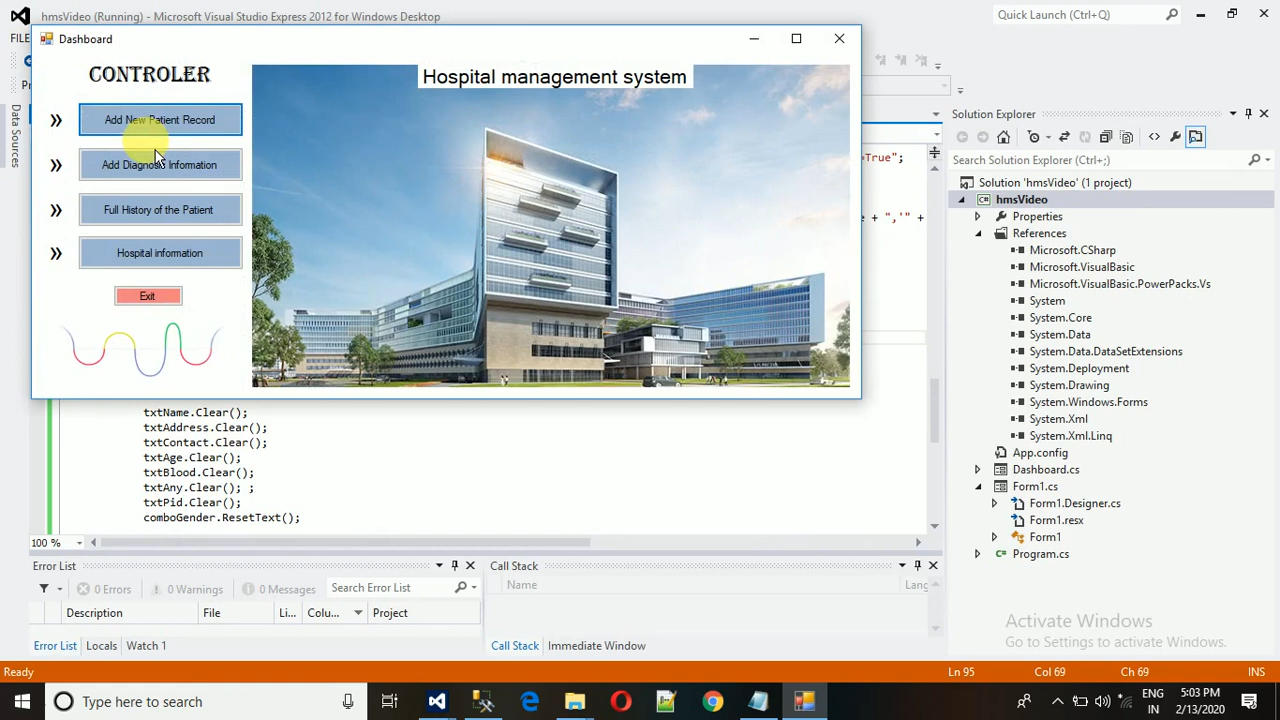 hmsVideo (Running) - Microsoft Visual Studio Express 2012 for Windows Desktop
Quick Launch (Ctrl+Q)
FILE
Dashboard
CONTROLER
Hospital management system
Add New Patient Record
Add Diagnosis Information
Full History of the Patient
Hospital information
Exit
Data Sources
=True";
e + ",'" +
txtName.Clear();
txtAddress.Clear();
txtContact.Clear();
txtAge.Clear();
txtBlood.Clear();
txtAny.Clear(); ;
txtPid.Clear();
comboGender.ResetText();
100 %
Solution Explorer
Search Solution Explorer (Ctrl+;)
Solution 'hmsVideo' (1 project)
hmsVideo
Properties
References
Microsoft.CSharp
Microsoft.VisualBasic
Microsoft.VisualBasic.PowerPacks.Vs
System
System.Core
System.Data
System.Data.DataSetExtensions
System.Deployment
System.Drawing
System.Windows.Forms
System.Xml
System.Xml.Linq
App.config
Dashboard.cs
Form1.cs
Form1.Designer.cs
Form1.resx
Form1
Program.cs
Error List
0 Errors
0 Warnings
0 Messages
Search Error List
Description
File
Li...
Colu...
Project
Error List
Locals
Watch 1
Call Stack
Name
Lang
Call Stack
Immediate Window
Activate Windows
Go to Settings to activate Windows.
Ready
Ln 95
Col 69
Ch 69
INS
Type here to search
ENG
IN
5:03 PM
2/13/2020